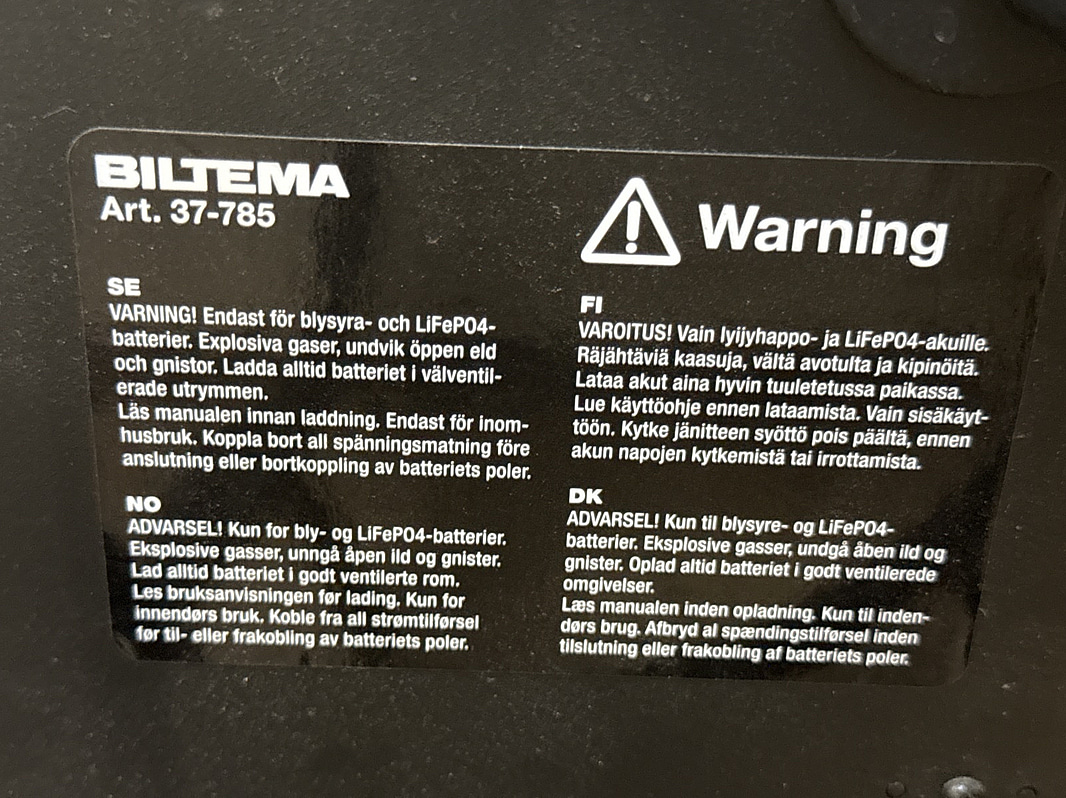 BILTEMA
Art. 37-785
Warning
SE
VARNING! Endast för blysyra- och LiFePO4-
batterier. Explosiva gaser, undvik öppen eld
och gnistor. Ladda alltid batteriet i välventil-
erade utrymmen.
Läs manualen innan laddning. Endast för inom-
husbruk. Koppla bort all spänningsmatning före
anslutning eller bortkoppling av batteriets poler.
NO
ADVARSEL! Kun for bly- og LiFePO4-batterier.
Eksplosive gasser, unngå åpen ild og gnister.
Lad alltid batteriet i godt ventilerte rom.
Les bruksanvisningen før lading. Kun for
innendørs bruk. Koble fra all strømtilførsel
før til- eller frakobling av batteriets poler.
FI
VAROITUS! Vain lyijyhappo- ja LiFePO4-akuille.
Räjähtäviä kaasuja, vältä avotulta ja kipinöitä.
Lataa akut aina hyvin tuuletetussa paikassa.
Lue käyttöohje ennen lataamista. Vain sisäkäyt-
töön. Kytke jänitteen syöttö pois päältä, ennen
akun napojen kytkemistä tai irrottamista.
DK
ADVARSEL! Kun til blysyre- og LiFePO4-
batterier. Eksplosive gasser, undgå åben ild og
gnister. Oplad altid batteriet i godt ventilerede
omgivelser.
Læs manualen inden opladning. Kun til inden-
dørs brug. Afbryd al spændingstilførsel inden
tilslutning eller frakobling af batteriets poler.